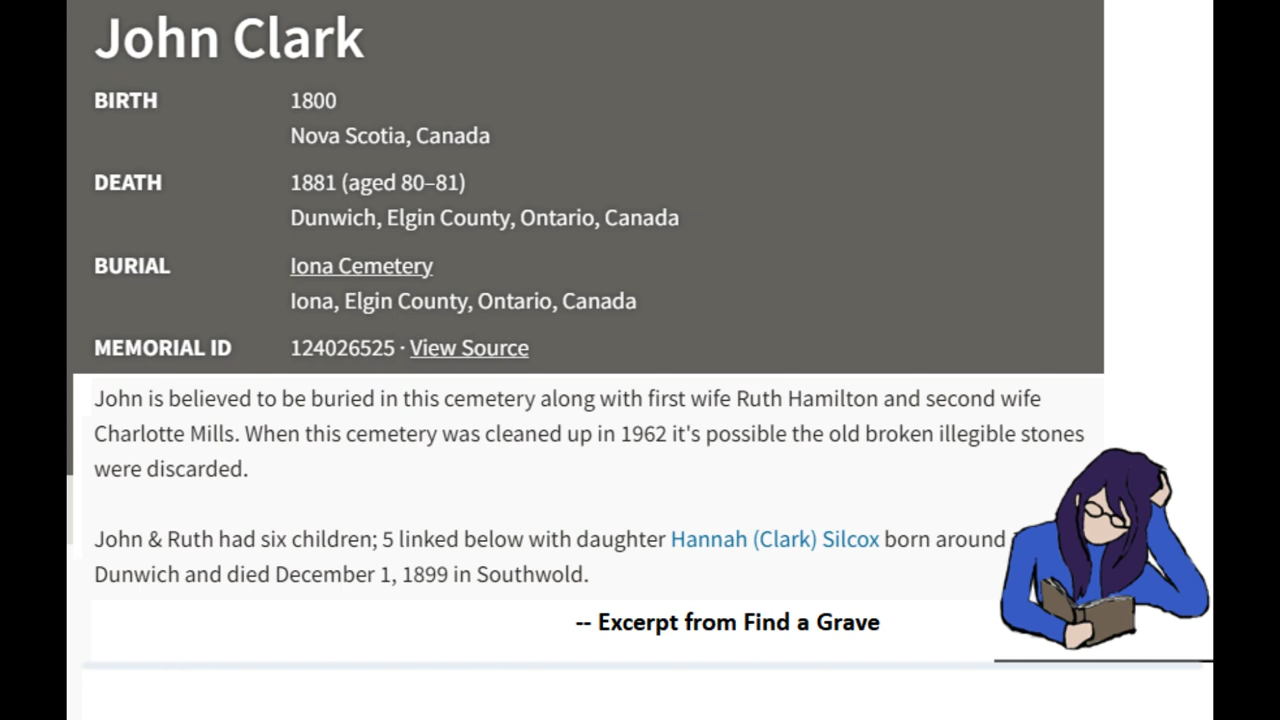 John Clark
BIRTH 1800
Nova Scotia, Canada
DEATH 1881 (aged 80–81)
Dunwich, Elgin County, Ontario, Canada
BURIAL Iona Cemetery
Iona, Elgin County, Ontario, Canada
MEMORIAL ID 124026525 · View Source
John is believed to be buried in this cemetery along with first wife Ruth Hamilton and second wife
Charlotte Mills. When this cemetery was cleaned up in 1962 it's possible the old broken illegible stones
were discarded.
John & Ruth had six children; 5 linked below with daughter Hannah (Clark) Silcox born around
Dunwich and died December 1, 1899 in Southwold.
-- Excerpt from Find a Grave